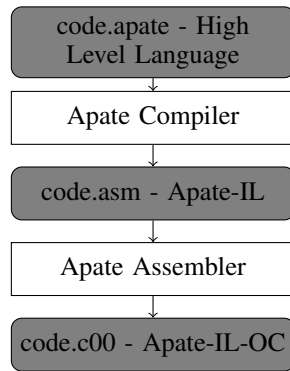 code.apate - High
Level Language
Apate Compiler
code.asm - Apate-IL
Apate Assembler
code.c00 - Apate-IL-OC